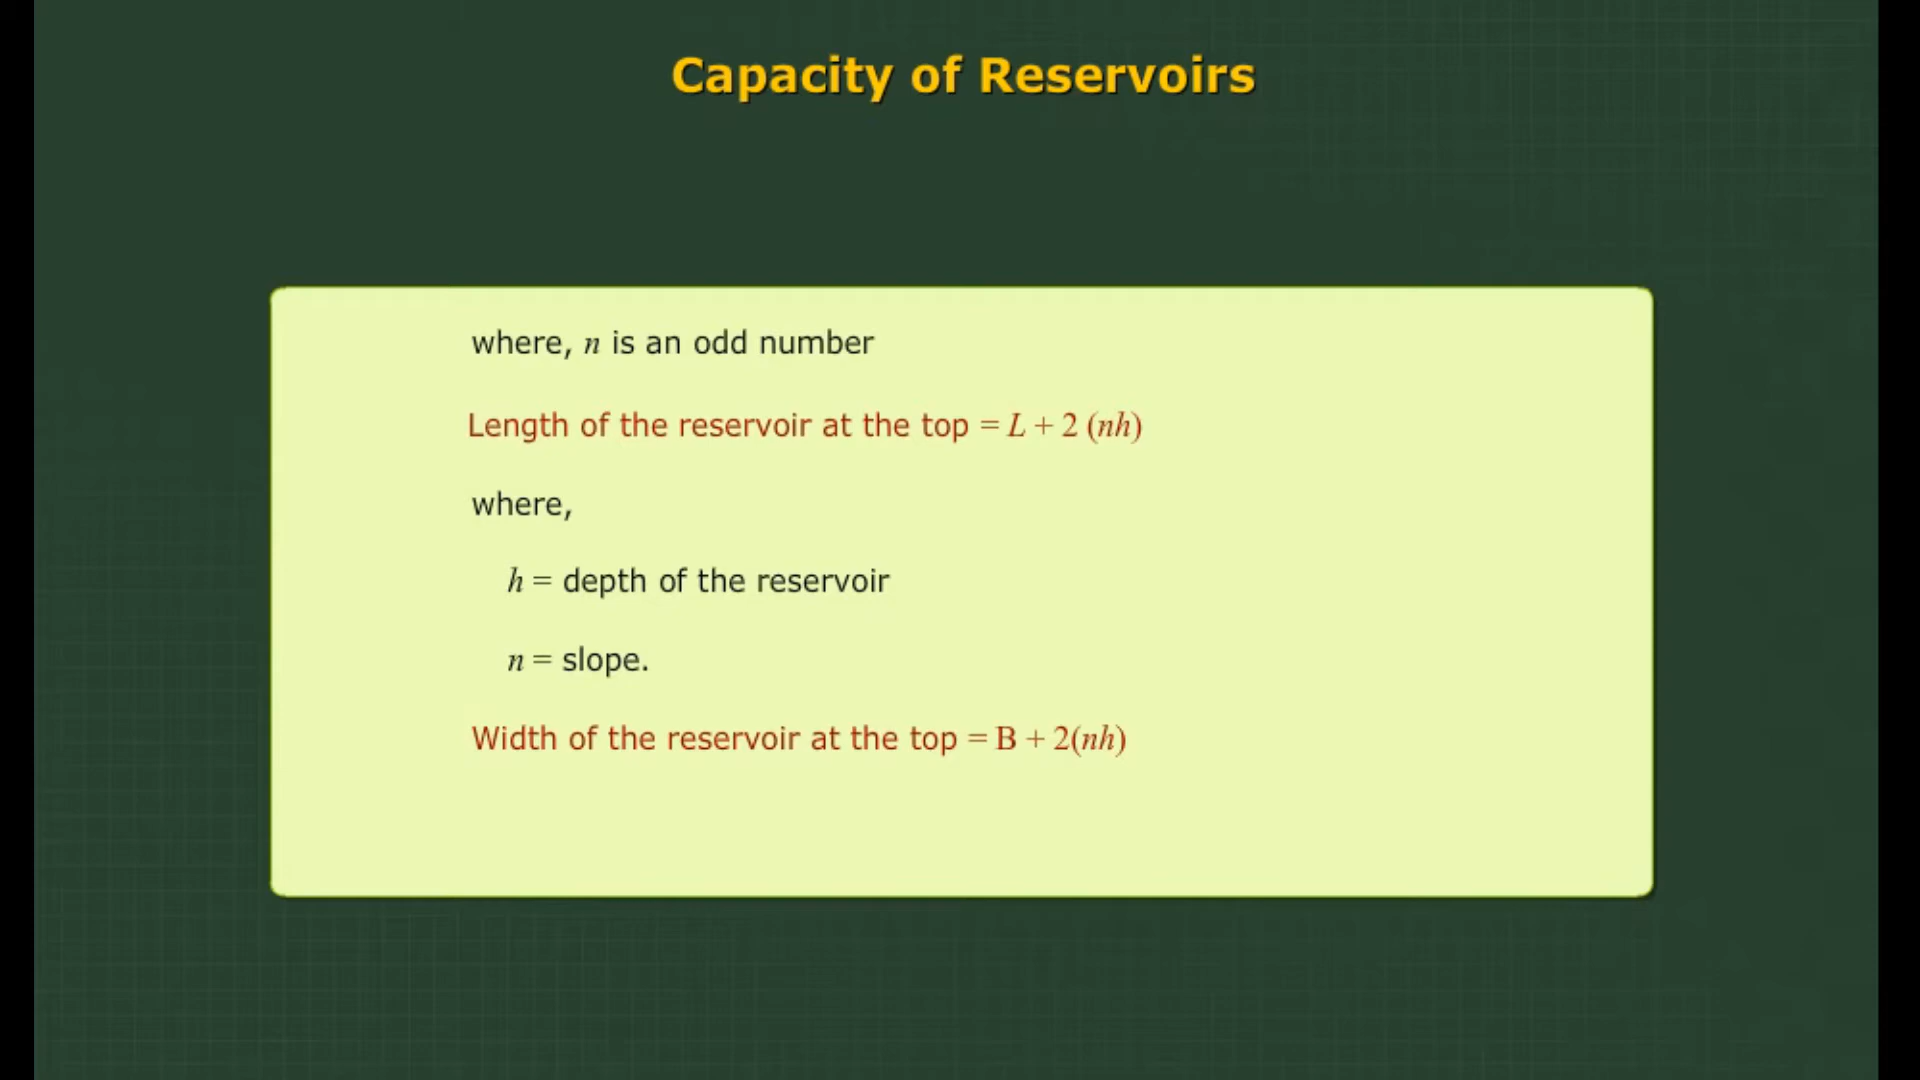 Capacity of Reservoirs
where, n is an odd number
Length of the reservoir at the top = L + 2 (nh)
where,
h = depth of the reservoir
n = slope.
Width of the reservoir at the top = B + 2(nh)